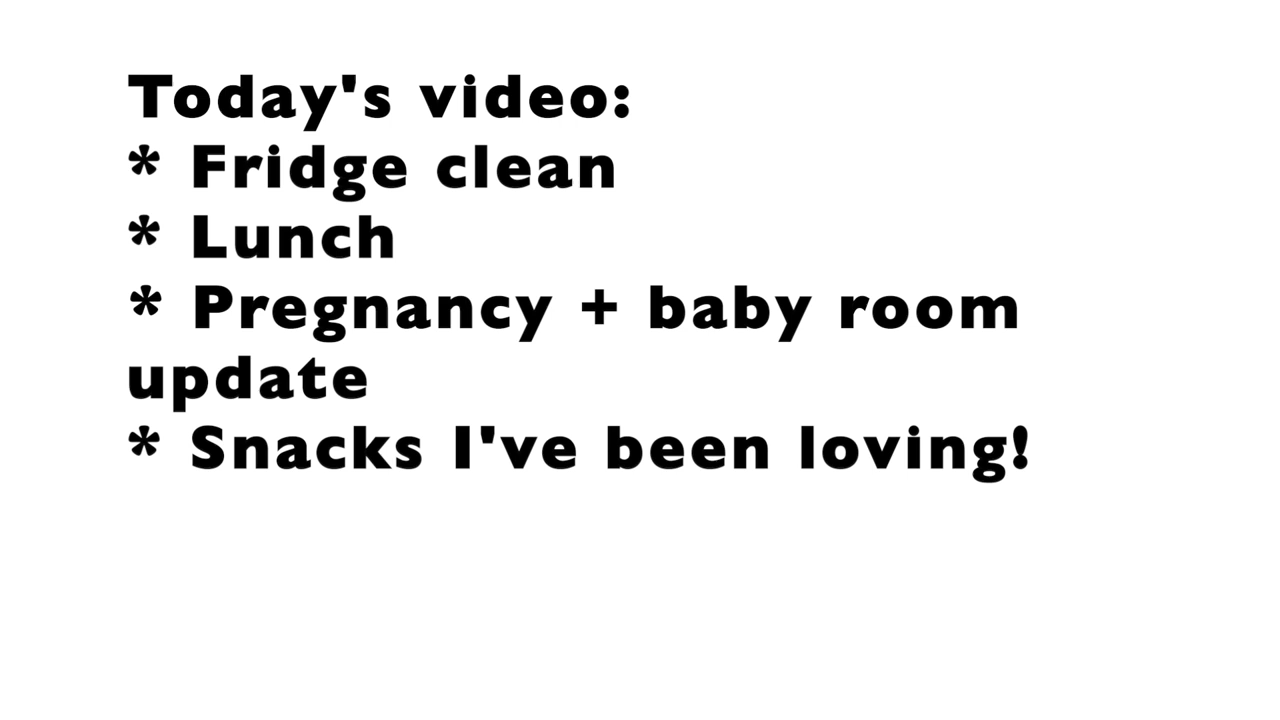 Today's video:
* Fridge clean
* Lunch
* Pregnancy + baby room
update
* Snacks I've been loving!